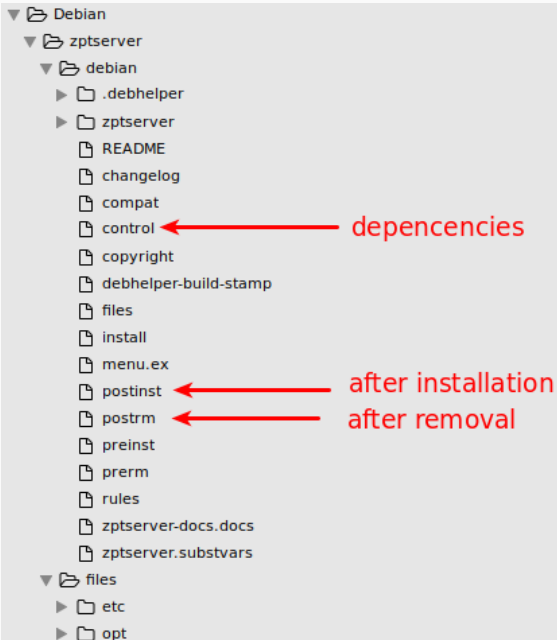 Debian
zptserver
debian
.debhelper
zptserver
README
changelog
compat
control depencencies
copyright
debhelper-build-stamp
files
install
menu.ex
postinst after installation
postrm after removal
preinst
prerm
rules
zptserver-docs.docs
zptserver.substvars
files
etc
opt